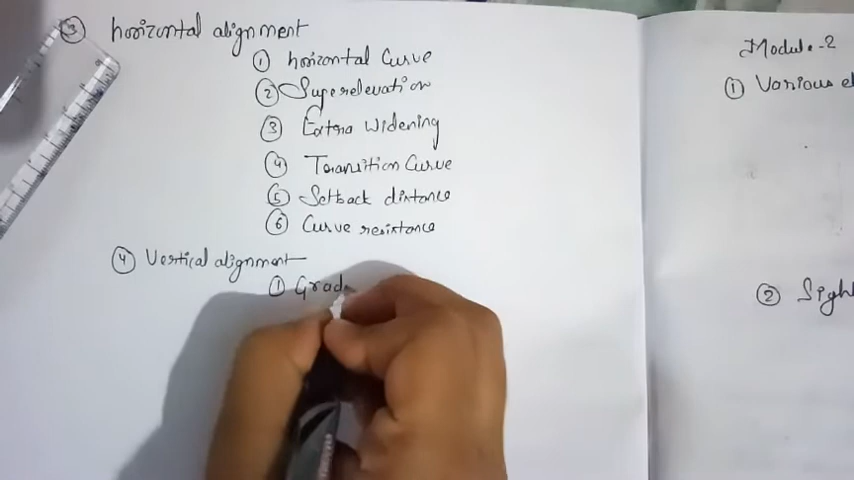 ③ horizontal alignment
① horizontal Curve
② Superelevation
③ Extra Widening
④ Transition Curve
⑤ Setback distance
⑥ Curve resistance
④ Vertical alignment
① Grad
Module-2
① Various el
② Sigh